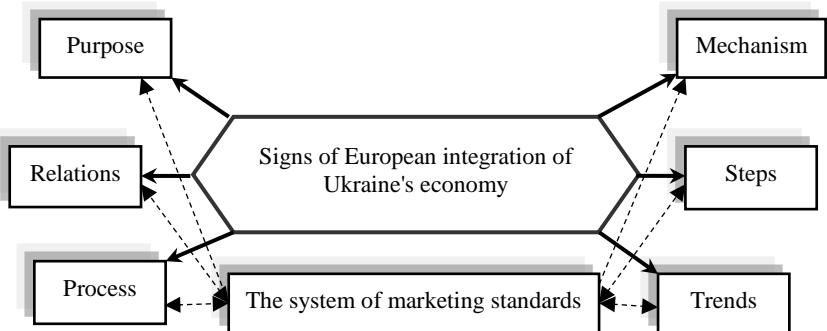 Purpose
Mechanism
Signs of European integration of
Ukraine's economy
Relations
Steps
Process
The system of marketing standards
Trends